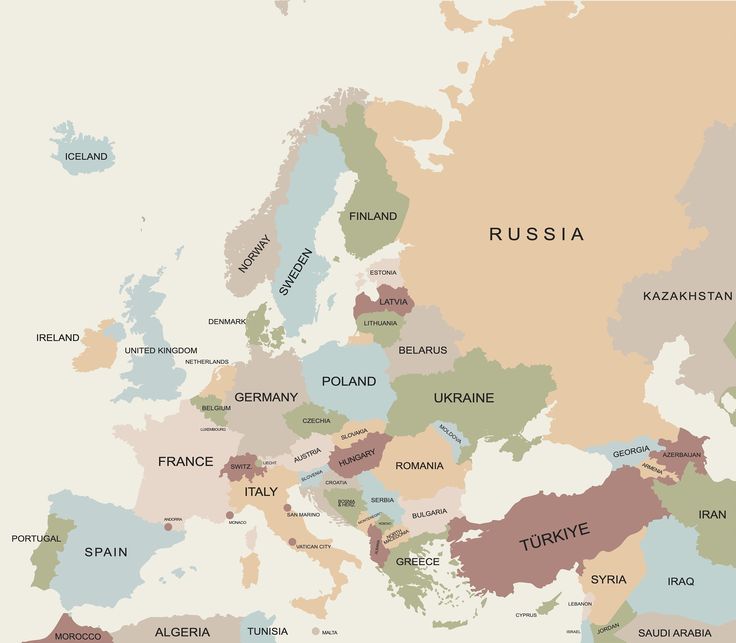 ICELAND
FINLAND
NORWAY
SWEDEN
RUSSIA
ESTONIA
LATVIA
LITHUANIA
KAZAKHSTAN
DENMARK
IRELAND
UNITED KINGDOM
NETHERLANDS
BELARUS
POLAND
GERMANY
UKRAINE
BELGIUM
CZECHIA
LUXEMBOURG
SLOVAKIA
MOLDOVA
FRANCE
SWITZ.
LIECHT.
AUSTRIA
HUNGARY
ROMANIA
GEORGIA
AZERBAIJAN
ARMENIA
SLOVENIA
CROATIA
ITALY
BOSNIA
& HERZ.
SERBIA
BULGARIA
SAN MARINO
ANDORRA
MONACO
MONTENEGRO
KOSOVO
NORTH
MACEDONIA
ALBANIA
PORTUGAL
SPAIN
VATICAN CITY
GREECE
TÜRKIYE
IRAN
SYRIA
IRAQ
CYPRUS
LEBANON
ISRAEL
JORDAN
MOROCCO
ALGERIA
TUNISIA
MALTA
SAUDI ARABIA